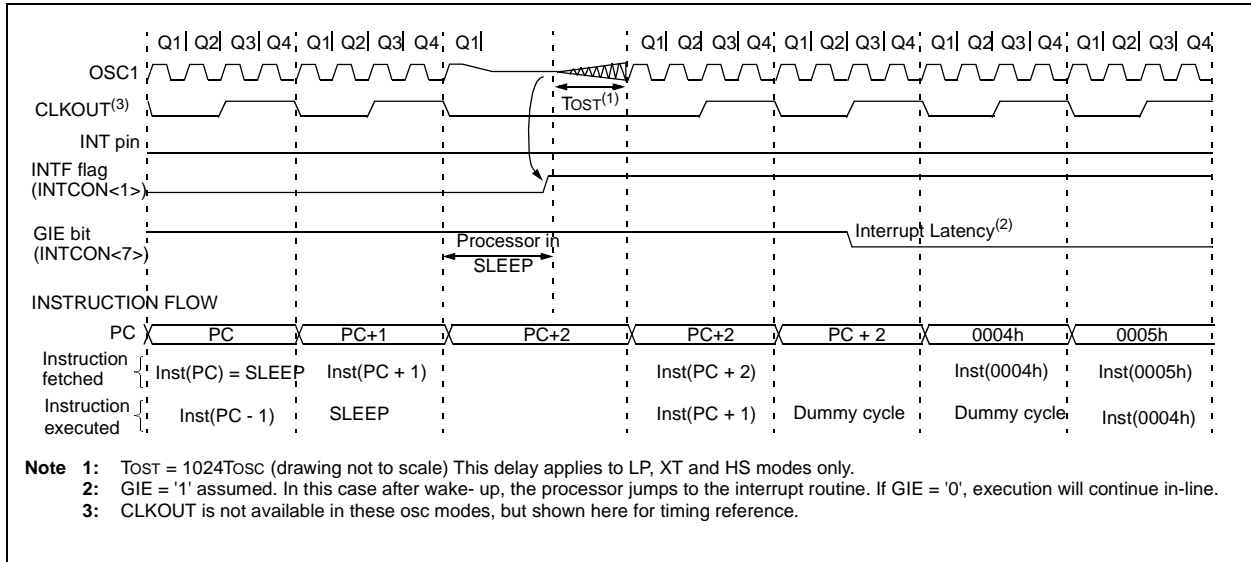 Q1| Q2| Q3| Q4| Q1| Q2| Q3| Q4| Q1| Q1| Q2| Q3| Q4| Q1| Q2| Q3| Q4| Q1| Q2| Q3| Q4| Q1| Q2| Q3| Q4
OSC1
TOST(1)
CLKOUT(3)
INT pin
INTF flag
(INTCON<1>)
GIE bit
(INTCON<7>)
Processor in
SLEEP
Interrupt Latency(2)
INSTRUCTION FLOW
PC PC PC+1 PC+2 PC+2 PC + 2 0004h 0005h
Instruction
fetched
Inst(PC) = SLEEP Inst(PC + 1) Inst(PC + 2) Inst(0004h) Inst(0005h)
Instruction
executed
Inst(PC - 1) SLEEP Inst(PC + 1) Dummy cycle Dummy cycle Inst(0004h)
Note 1: TOST = 1024TOSC (drawing not to scale) This delay applies to LP, XT and HS modes only.
2: GIE = '1' assumed. In this case after wake- up, the processor jumps to the interrupt routine. If GIE = '0', execution will continue in-line.
3: CLKOUT is not available in these osc modes, but shown here for timing reference.